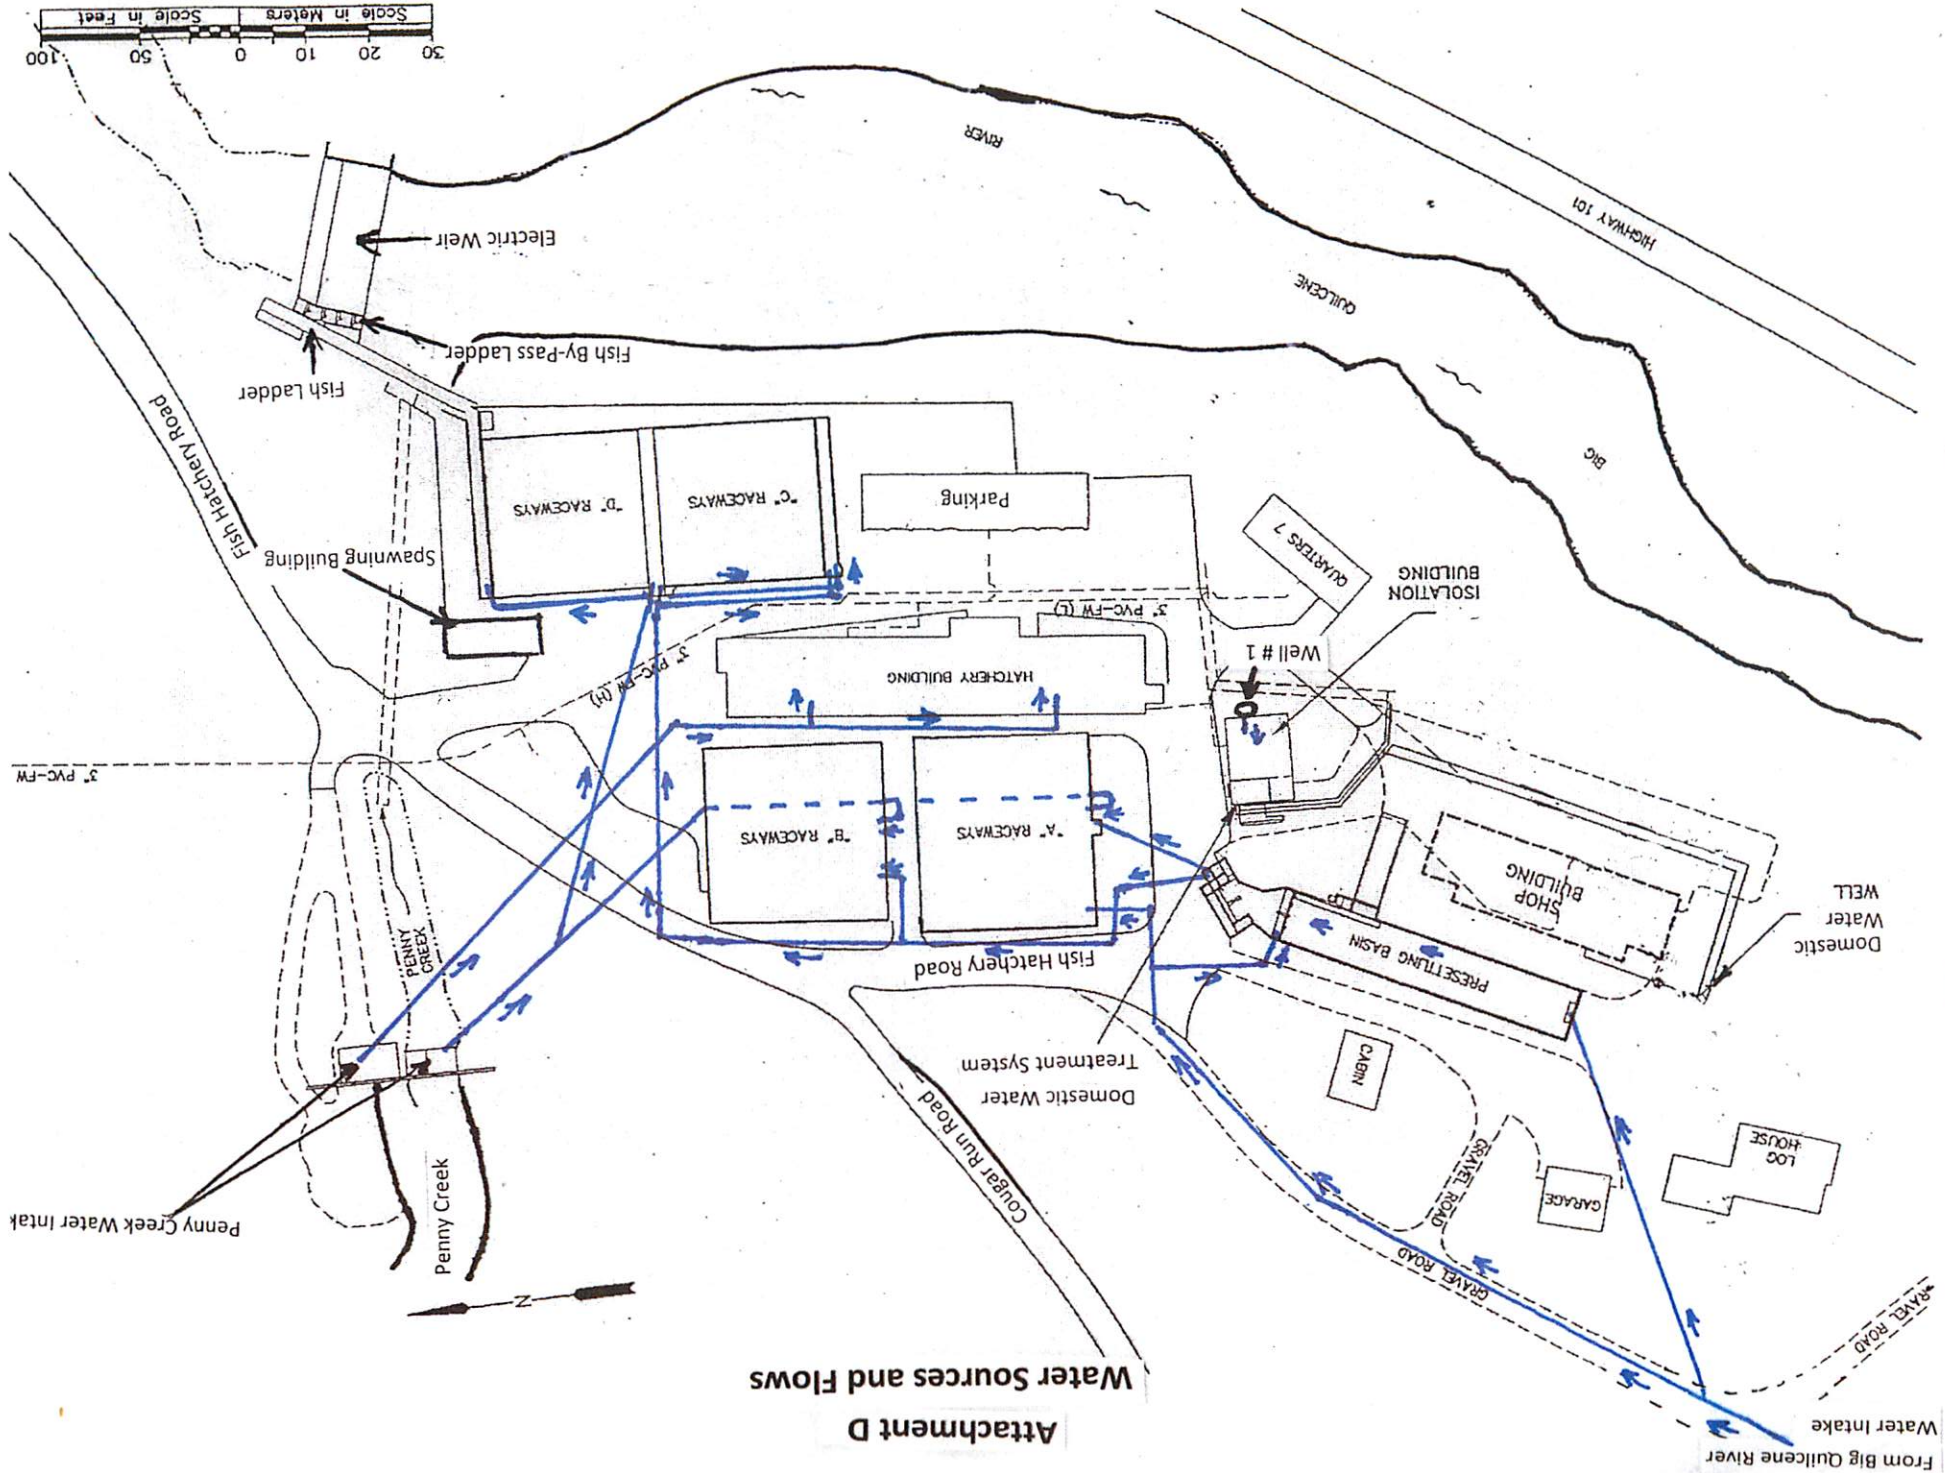 Attachment D
Water Sources and Flows
From Big Quilcene River
Water Intake
GRAVEL ROAD
GRAVEL ROAD
GRAVEL ROAD
LOG
HOUSE
GARAGE
CABIN
Cougar Run Road
N
Penny Creek
Penny Creek Water Intak
PENNY
CREEK
Domestic Water
Treatment System
Domestic
Water
WELL
PRESETTLING BASIN
SHOP
BUILDING
Fish Hatchery Road
"A" RACEWAYS
"B" RACEWAYS
3" PVC-FW
HATCHERY BUILDING
3" PVC-FW (H)
3" PVC-FW (L)
Well # 1
ISOLATION
BUILDING
QUARTERS 7
Parking
"C" RACEWAYS
"D" RACEWAYS
Spawning Building
Fish Hatchery Road
Fish Ladder
Fish By-Pass Ladder
Electric Weir
BIG
QUILCENE
RIVER
HIGHWAY 101
30 20 10 0 50 100
Scale in Meters Scale in Feet